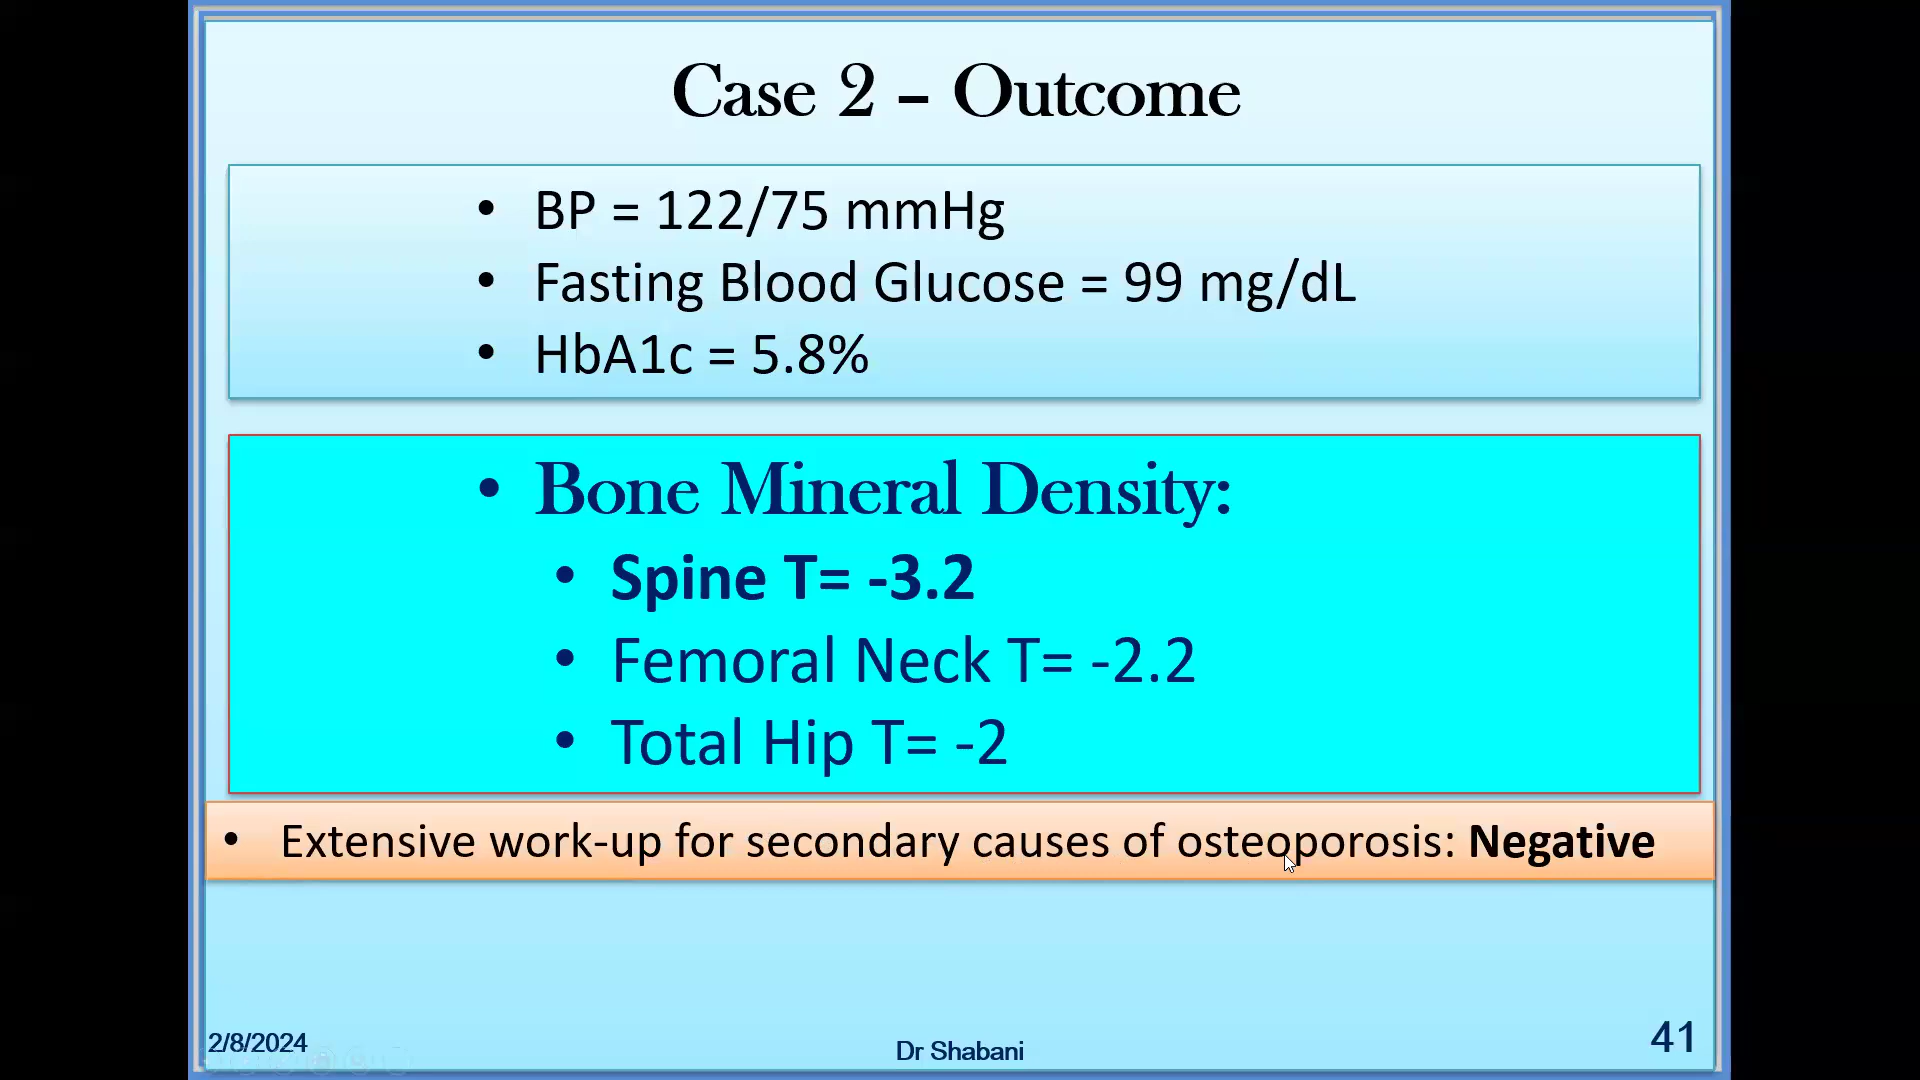 Case 2 – Outcome
• BP = 122/75 mmHg
• Fasting Blood Glucose = 99 mg/dL
• HbA1c = 5.8%
• Bone Mineral Density:
• Spine T= -3.2
• Femoral Neck T= -2.2
• Total Hip T= -2
• Extensive work-up for secondary causes of osteoporosis: Negative
2/8/2024
Dr Shabani
41